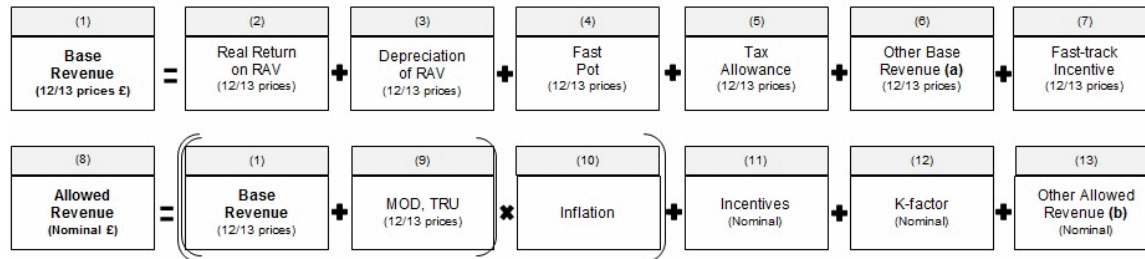 (1)
Base
Revenue
(12/13 prices £)
=
(2)
Real Return
on RAV
(12/13 prices)
+
(3)
Depreciation
of RAV
(12/13 prices)
+
(4)
Fast
Pot
(12/13 prices)
+
(5)
Tax
Allowance
(12/13 prices)
+
(6)
Other Base
Revenue (a)
(12/13 prices)
+
(7)
Fast-track
Incentive
(12/13 prices)
(8)
Allowed
Revenue
(Nominal £)
=
(1)
Base
Revenue
(12/13 prices)
+
(9)
MOD, TRU
(12/13 prices)
×
(10)
Inflation
+
(11)
Incentives
(Nominal)
+
(12)
K-factor
(Nominal)
+
(13)
Other Allowed
Revenue (b)
(Nominal)